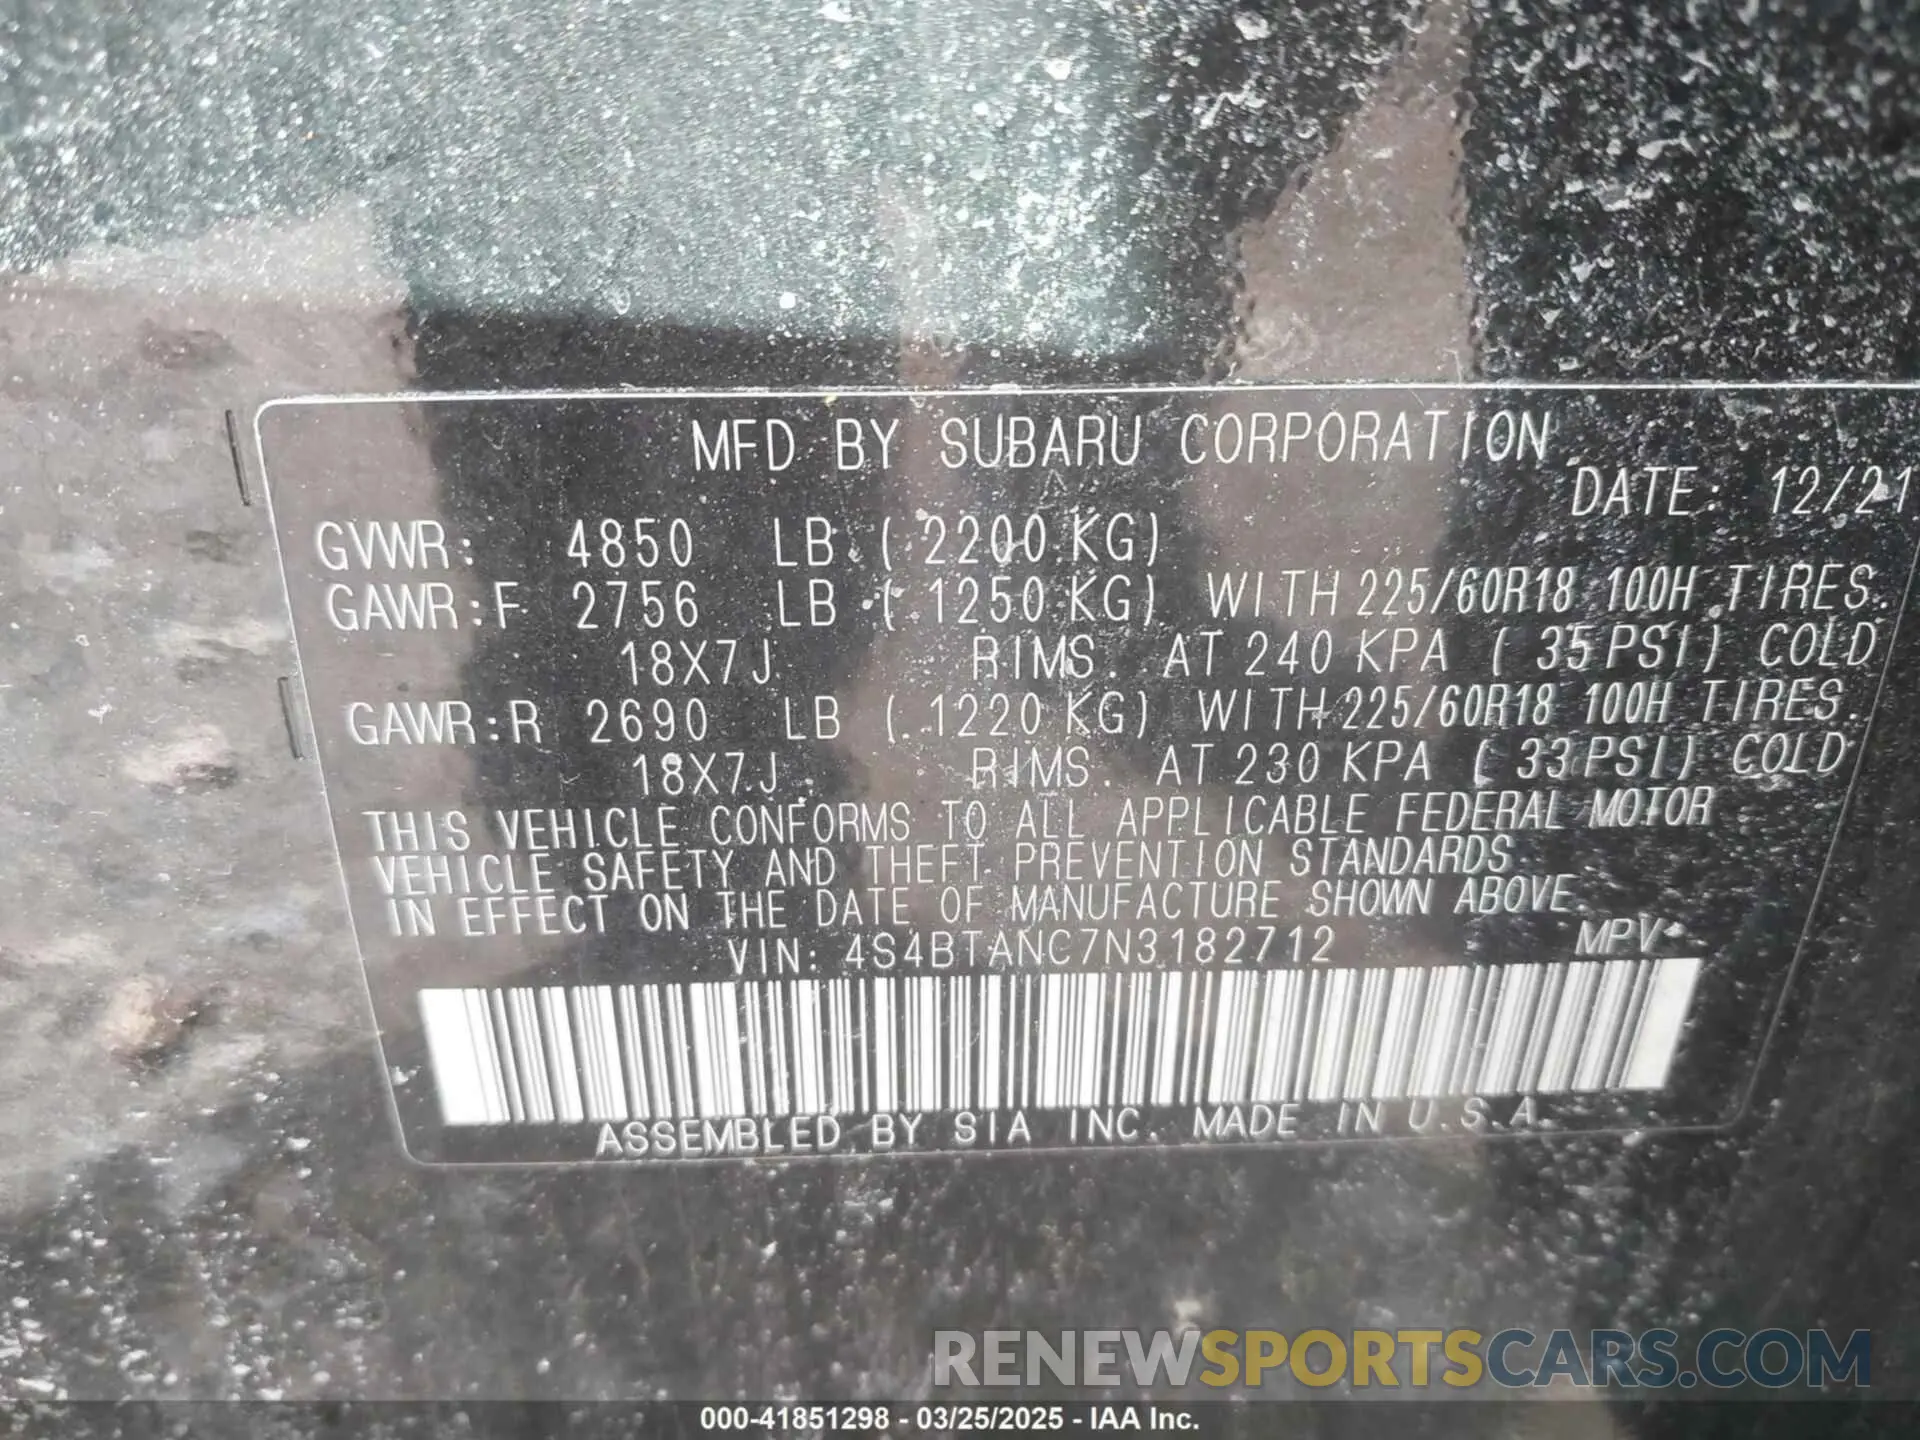 MFD BY SUBARU CORPORATION
DATE: 12/21
GVWR: 4850 LB ( 2200 KG)
GAWR:F 2756 LB ( 1250 KG) WITH 225/60R18 100H TIRES.
18X7J RIMS. AT 240 KPA ( 35 PSI) COLD
GAWR:R 2690 LB ( 1220 KG) WITH 225/60R18 100H TIRES.
18X7J RIMS. AT 230 KPA ( 33 PSI) COLD
THIS VEHICLE CONFORMS TO ALL APPLICABLE FEDERAL MOTOR
VEHICLE SAFETY AND THEFT PREVENTION STANDARDS
IN EFFECT ON THE DATE OF MANUFACTURE SHOWN ABOVE
VIN: 4S4BTANC7N3182712 MPV
ASSEMBLED BY SIA INC. MADE IN U.S.A.
RENEWSPORTSCARS.COM
000-41851298 - 03/25/2025 - IAA Inc.